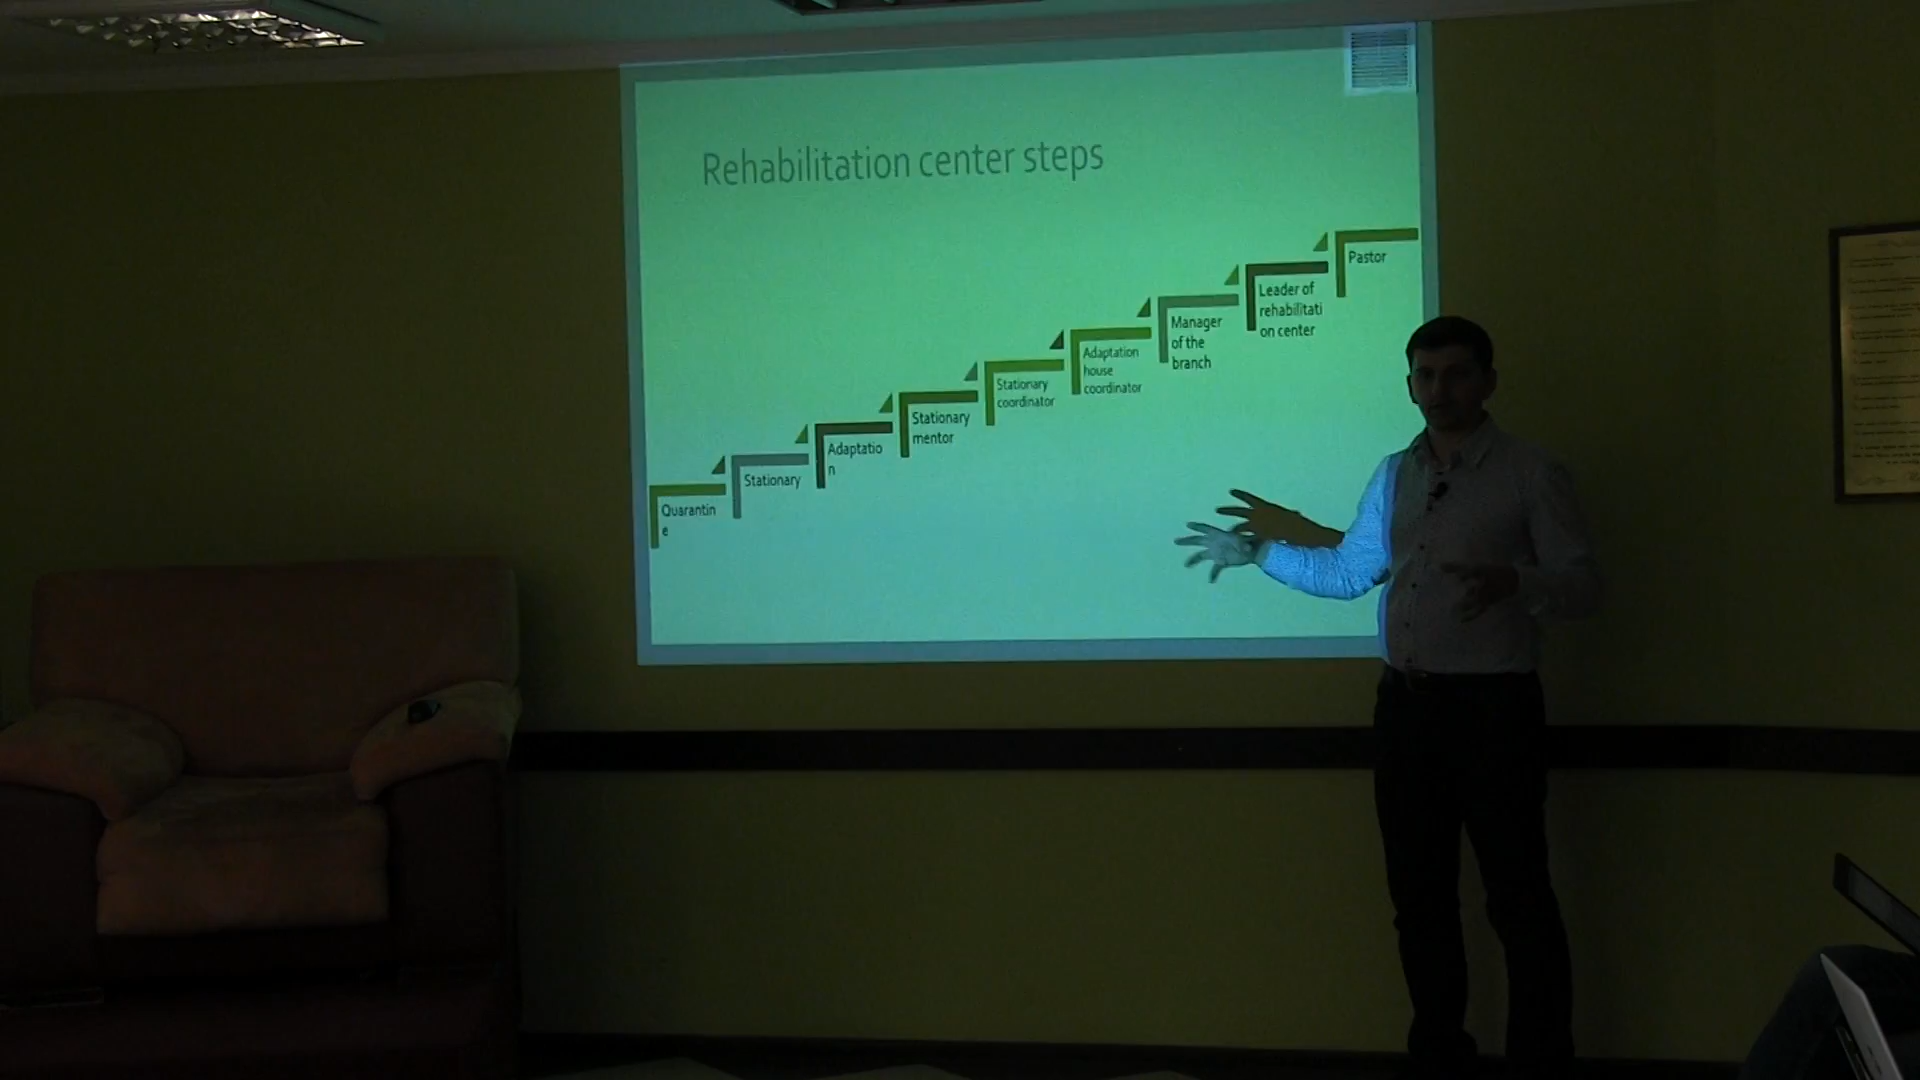 Rehabilitation center steps
Quarantin
e
Stationary
Adaptatio
n
Stationary
mentor
Stationary
coordinator
Adaptation
house
coordinator
Manager
of the
branch
Leader of
rehabilitati
on center
Pastor